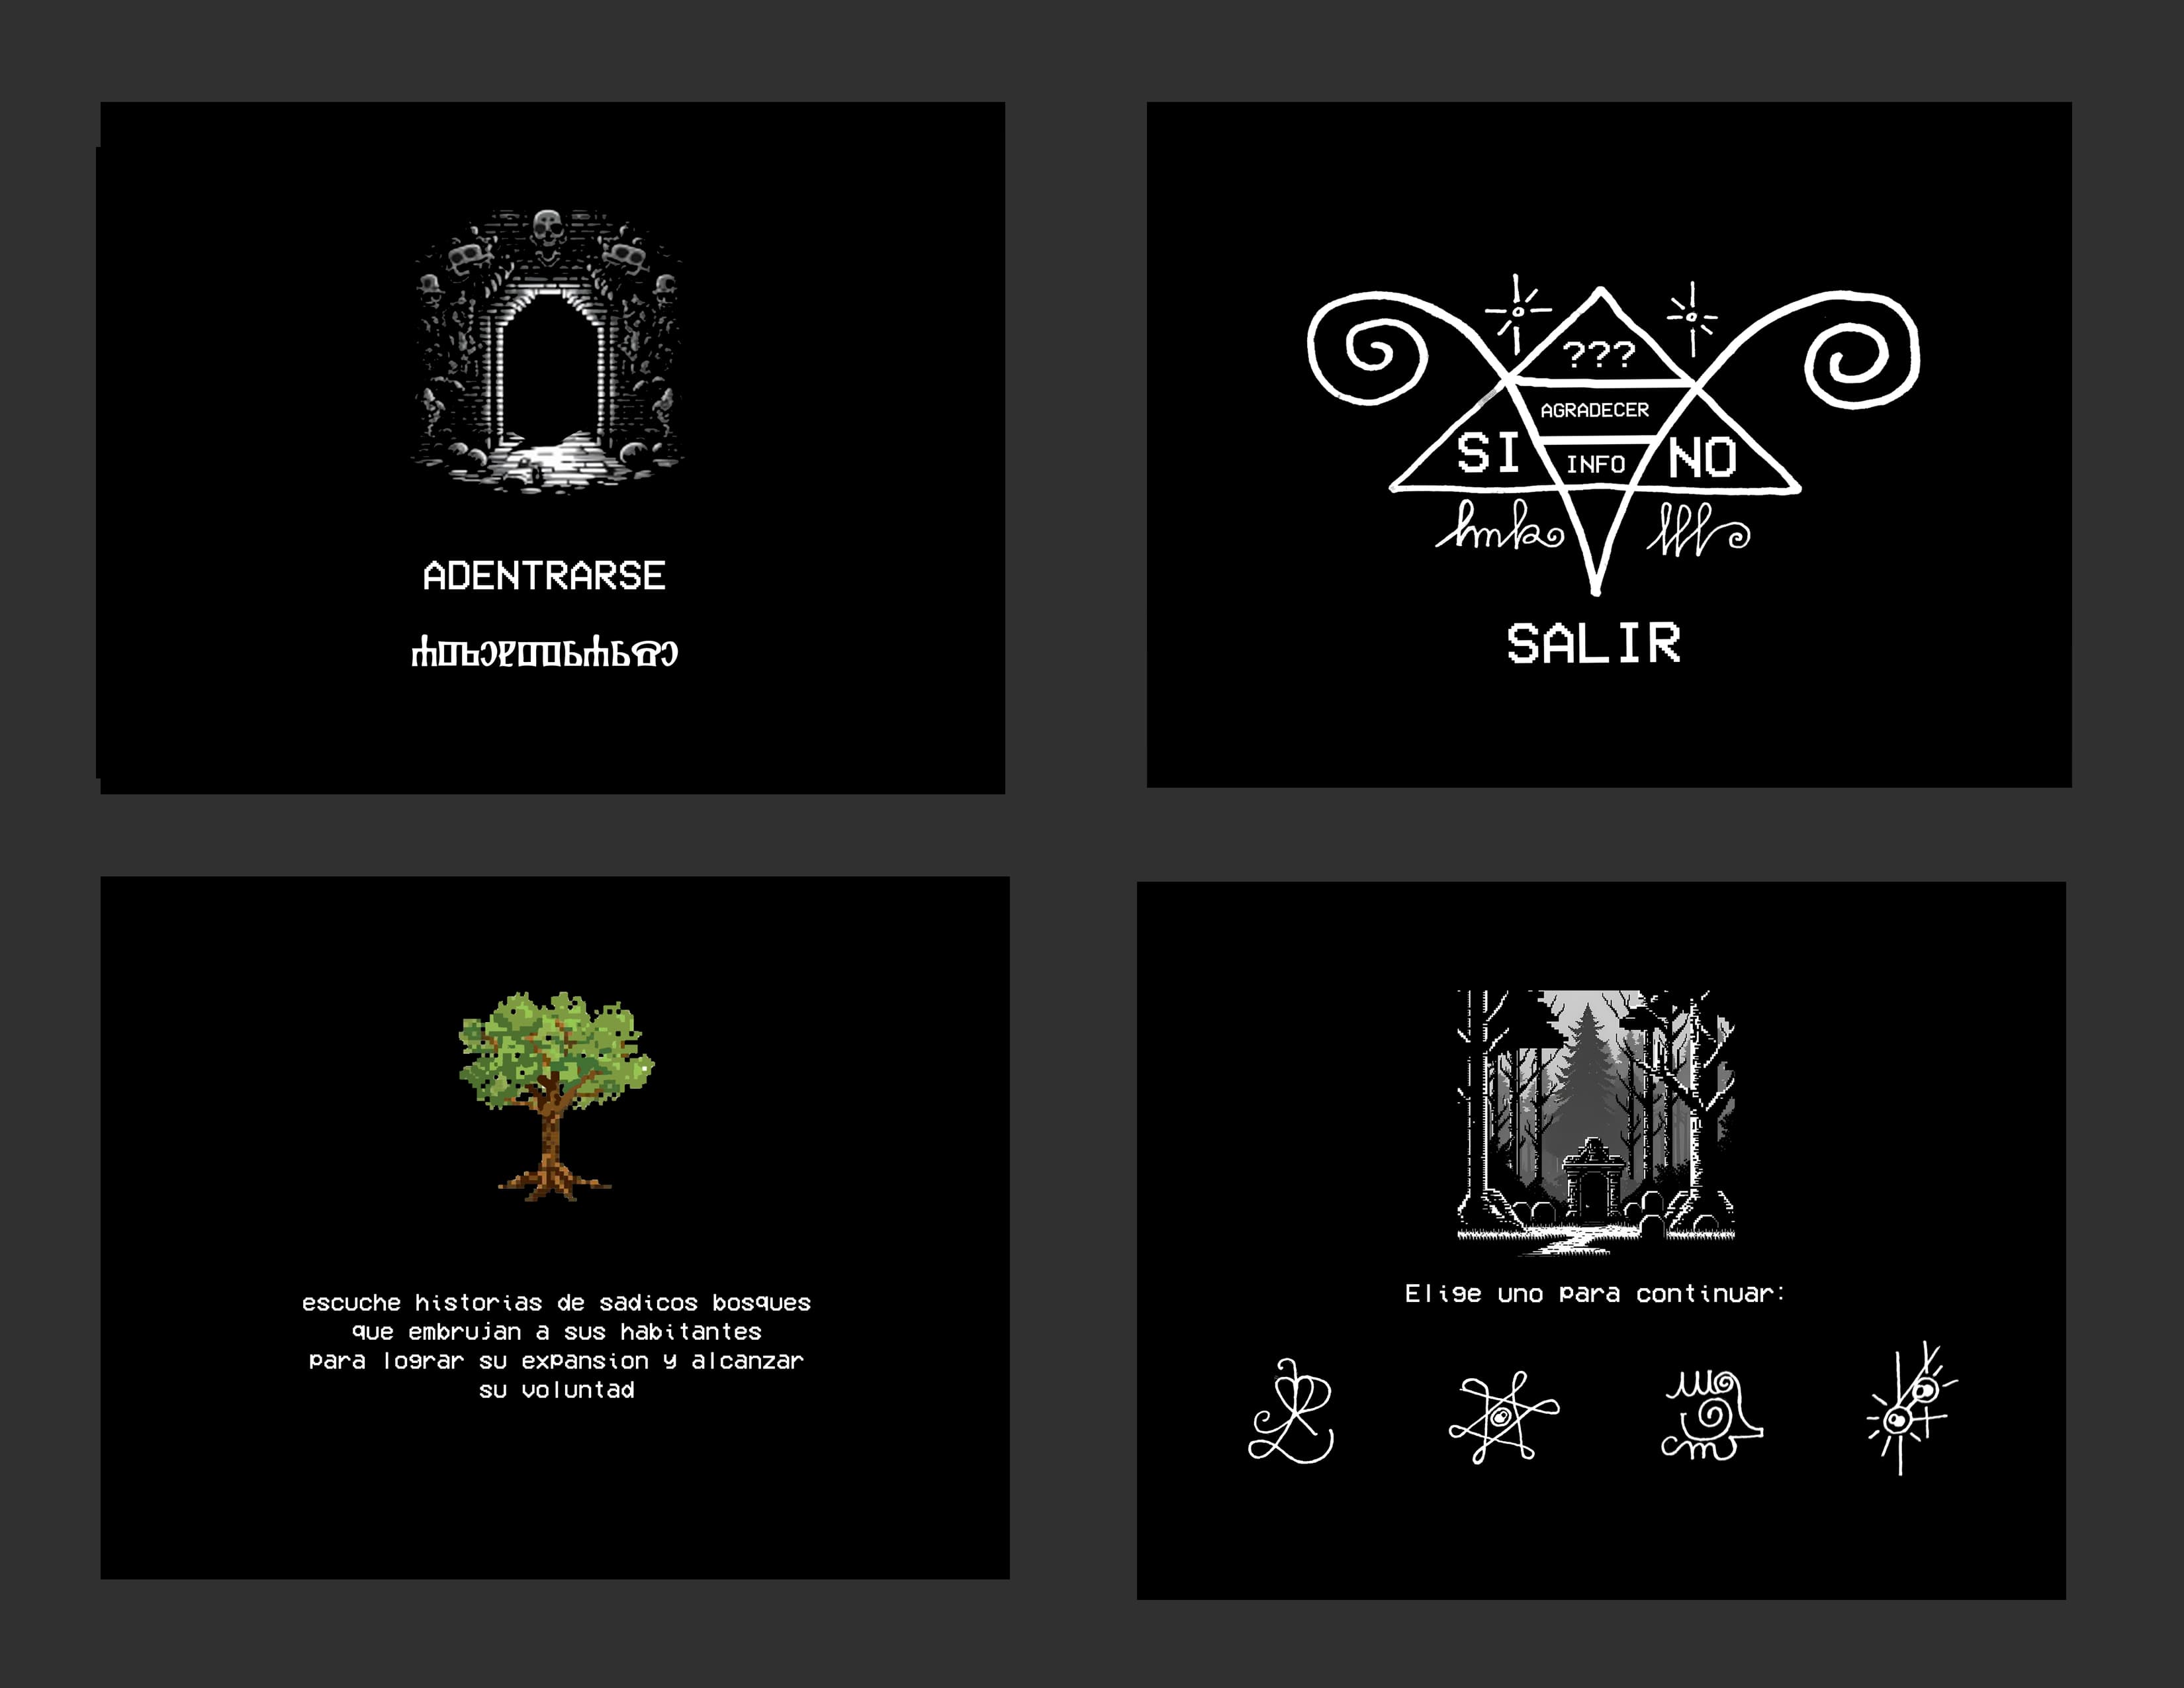 ADENTRARSE
???
AGRADECER
SI
INFO
NO
SALIR
escuche historias de sadicos bosques
que embrujan a sus habitantes
para lograr su expansion y alcanzar
su voluntad
Elige uno para continuar: